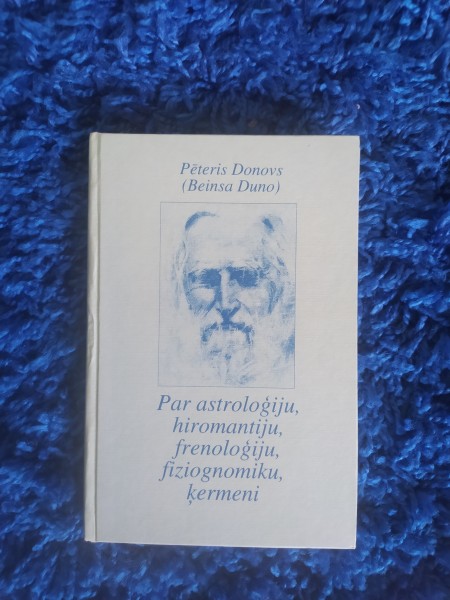 Pēteris Donovs
(Beinsa Duno)
Par astroloģiju,
hiromantiju,
frenoloģiju,
fiziognomiku,
ķermeni